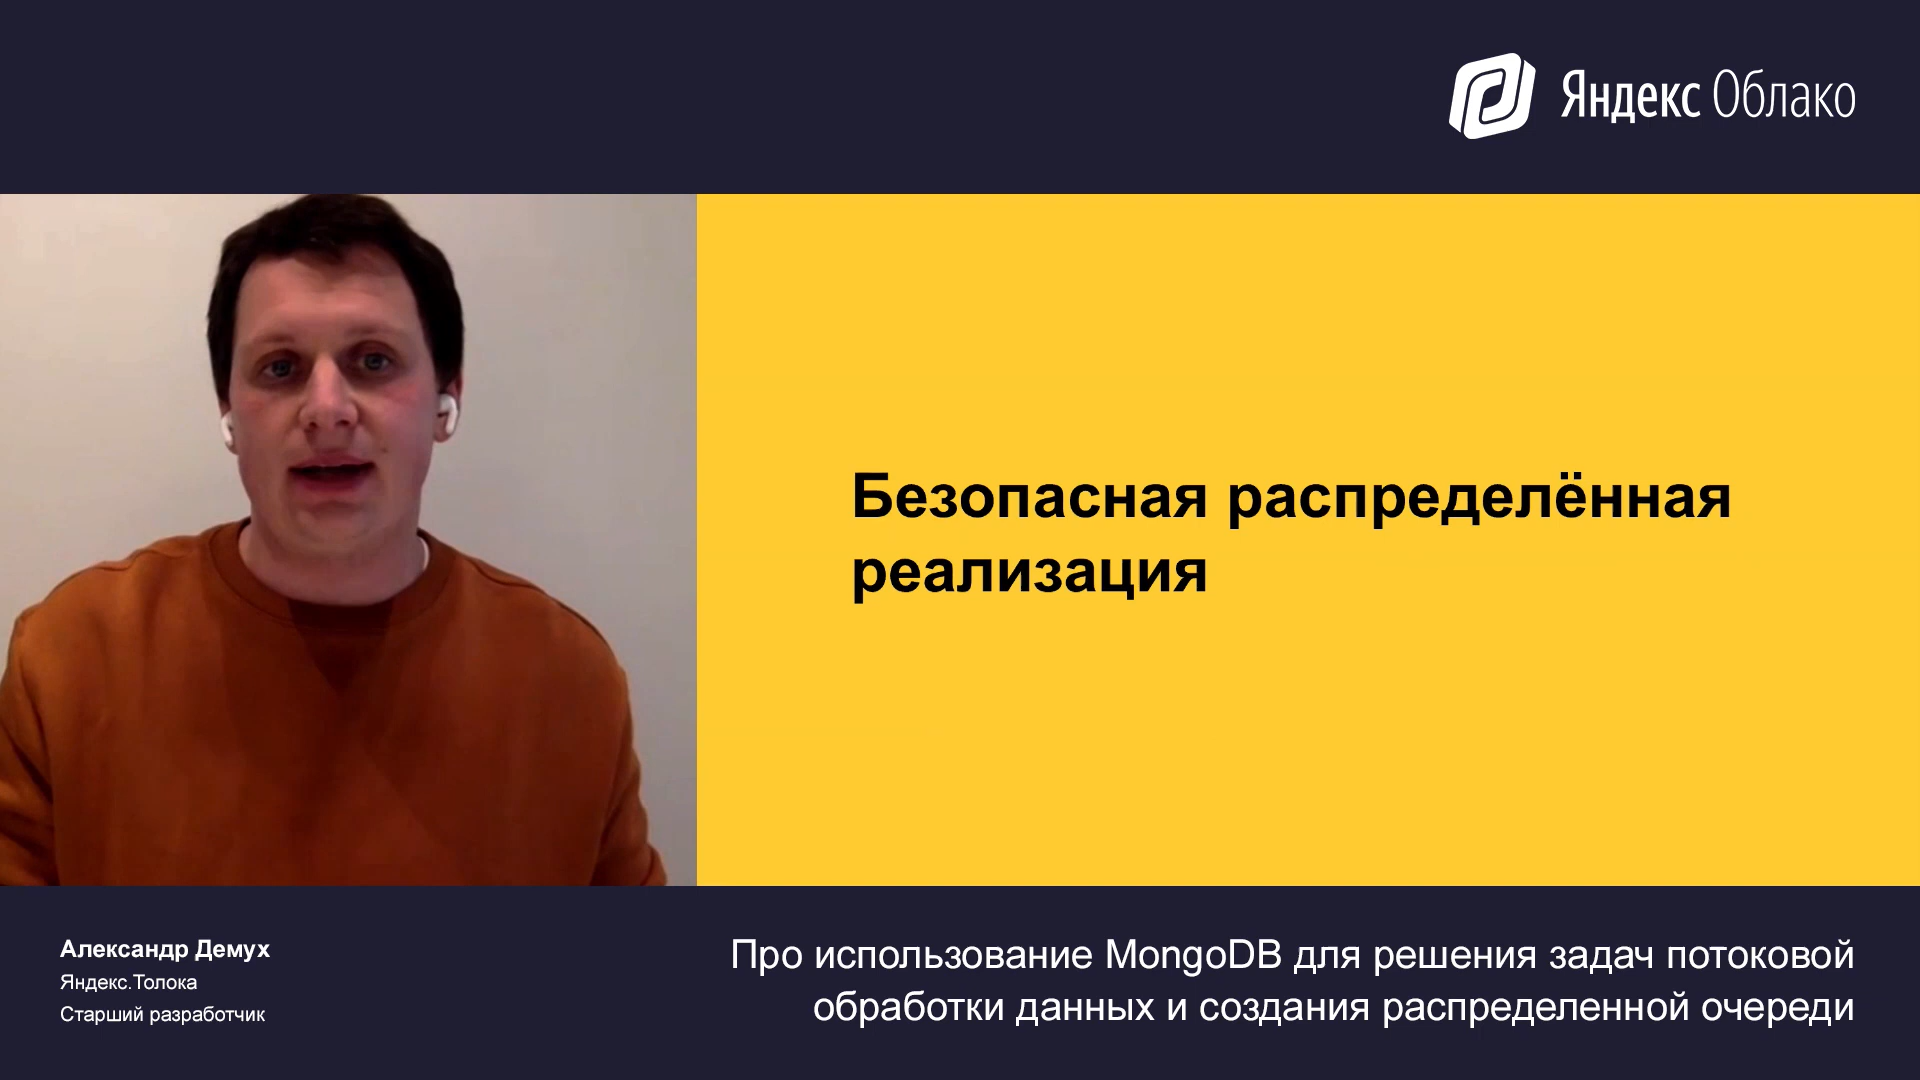 Яндекс Облако
Безопасная распределённая
реализация
Александр Демух
Яндекс.Толока
Старший разработчик
Про использование MongoDB для решения задач потоковой
обработки данных и создания распределенной очереди